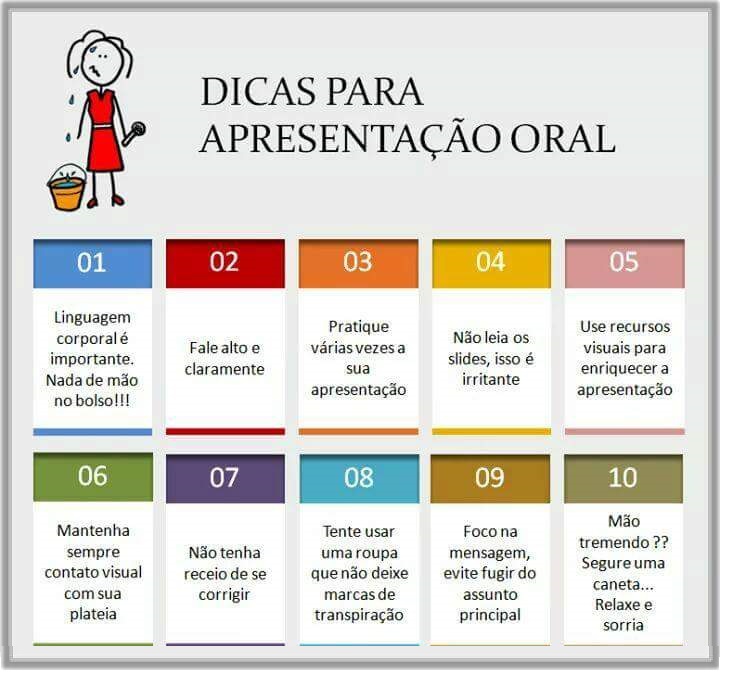 DICAS PARA
APRESENTAÇÃO ORAL
01
Linguagem
corporal é
importante.
Nada de mão
no bolso!!!
02
Fale alto e
claramente
03
Pratique
várias vezes a
sua
apresentação
04
Não leia os
slides, isso é
irritante
05
Use recursos
visuais para
enriquecer a
apresentação
06
Mantenha
sempre
contato visual
com sua
plateia
07
Não tenha
receio de se
corrigir
08
Tente usar
uma roupa
que não deixe
marcas de
transpiração
09
Foco na
mensagem,
evite fugir do
assunto
principal
10
Mão
tremendo ??
Segure uma
caneta...
Relaxe e
sorria